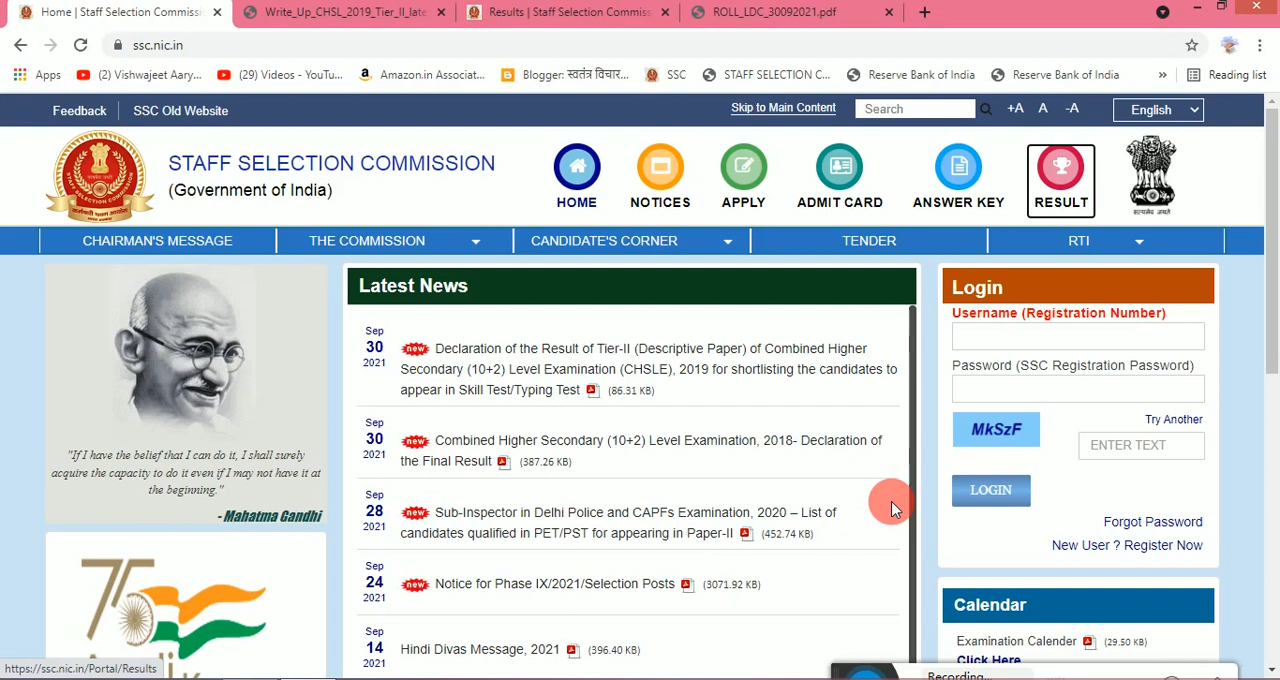 Home | Staff Selection Commissi
Write_Up_CHSL_2019_Tier_II_late
Results | Staff Selection Commiss
ROLL_LDC_30092021.pdf
ssc.nic.in
Apps
(2) Vishwajeet Aary...
(29) Videos - YouTu...
Amazon.in Associat...
Blogger: स्वतंत्र विचार...
SSC
STAFF SELECTION C...
Reserve Bank of India
Reserve Bank of India
»
Reading list
Feedback
SSC Old Website
Skip to Main Content
Search
+A
A
-A
English
STAFF SELECTION COMMISSION
(Government of India)
HOME
NOTICES
APPLY
ADMIT CARD
ANSWER KEY
RESULT
सत्यमेव जयते
CHAIRMAN'S MESSAGE
THE COMMISSION
CANDIDATE'S CORNER
TENDER
RTI
"If I have the belief that I can do it, I shall surely
acquire the capacity to do it even if I may not have it at
the beginning."
- Mahatma Gandhi
75
Latest News
Sep
30
2021
new Declaration of the Result of Tier-II (Descriptive Paper) of Combined Higher
Secondary (10+2) Level Examination (CHSLE), 2019 for shortlisting the candidates to
appear in Skill Test/Typing Test (86.31 KB)
Sep
30
2021
new Combined Higher Secondary (10+2) Level Examination, 2018- Declaration of
the Final Result (387.26 KB)
Sep
28
2021
new Sub-Inspector in Delhi Police and CAPFs Examination, 2020 – List of
candidates qualified in PET/PST for appearing in Paper-II (452.74 KB)
Sep
24
2021
new Notice for Phase IX/2021/Selection Posts (3071.92 KB)
Sep
14
2021
Hindi Divas Message, 2021 (396.40 KB)
Login
Username (Registration Number)
Password (SSC Registration Password)
MkSzF
Try Another
ENTER TEXT
LOGIN
Forgot Password
New User ? Register Now
Calendar
Examination Calender (29.50 KB)
Click Here
https://ssc.nic.in/Portal/Results
Recording...